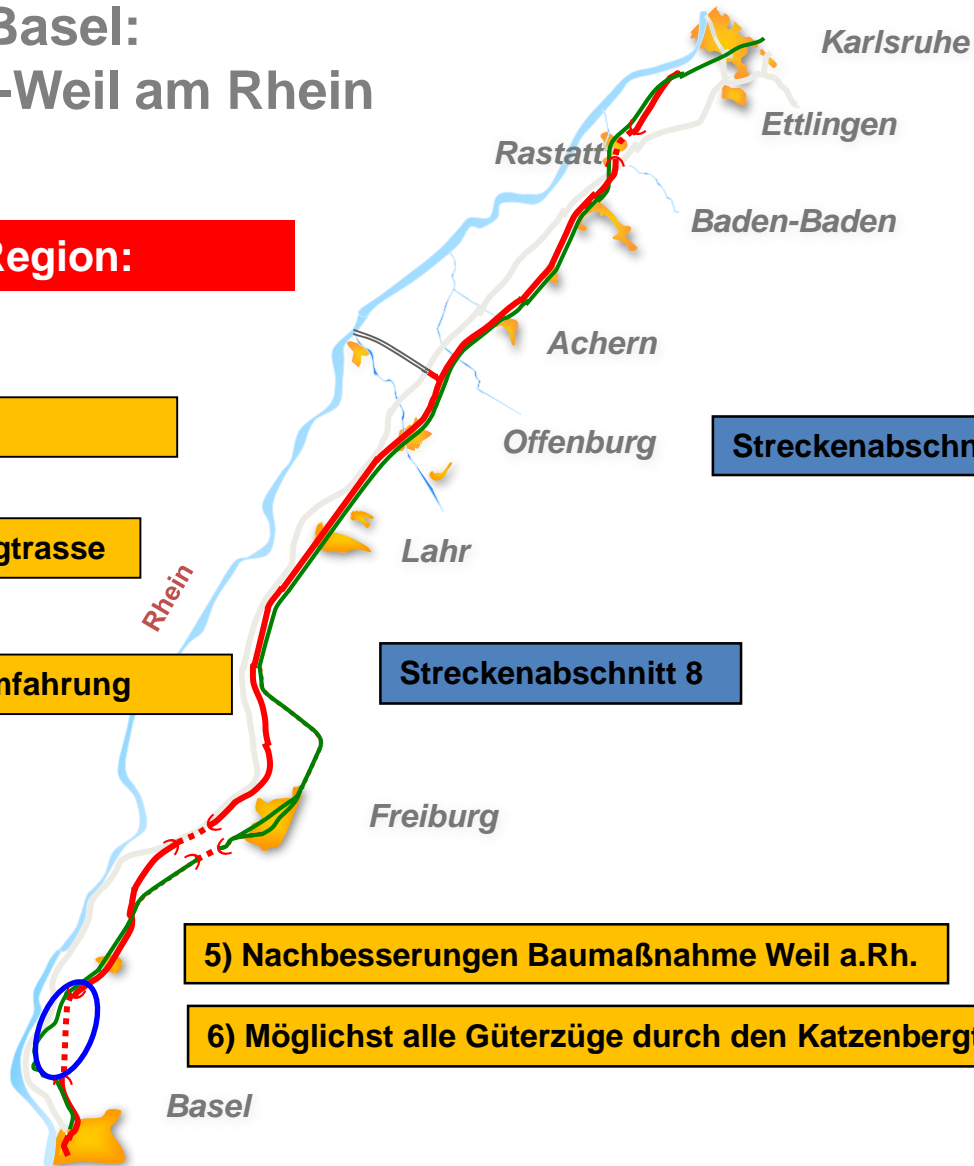 Basel:
-Weil am Rhein
Karlsruhe
Ettlingen
Rastatt
Baden-Baden
Region:
Achern
Offenburg
Streckenabschn
Lahr
gtrasse
Rhein
nfahrung
Streckenabschnitt 8
Freiburg
5) Nachbesserungen Baumaßnahme Weil a.Rh.
6) Möglichst alle Güterzüge durch den Katzenbergt
Basel